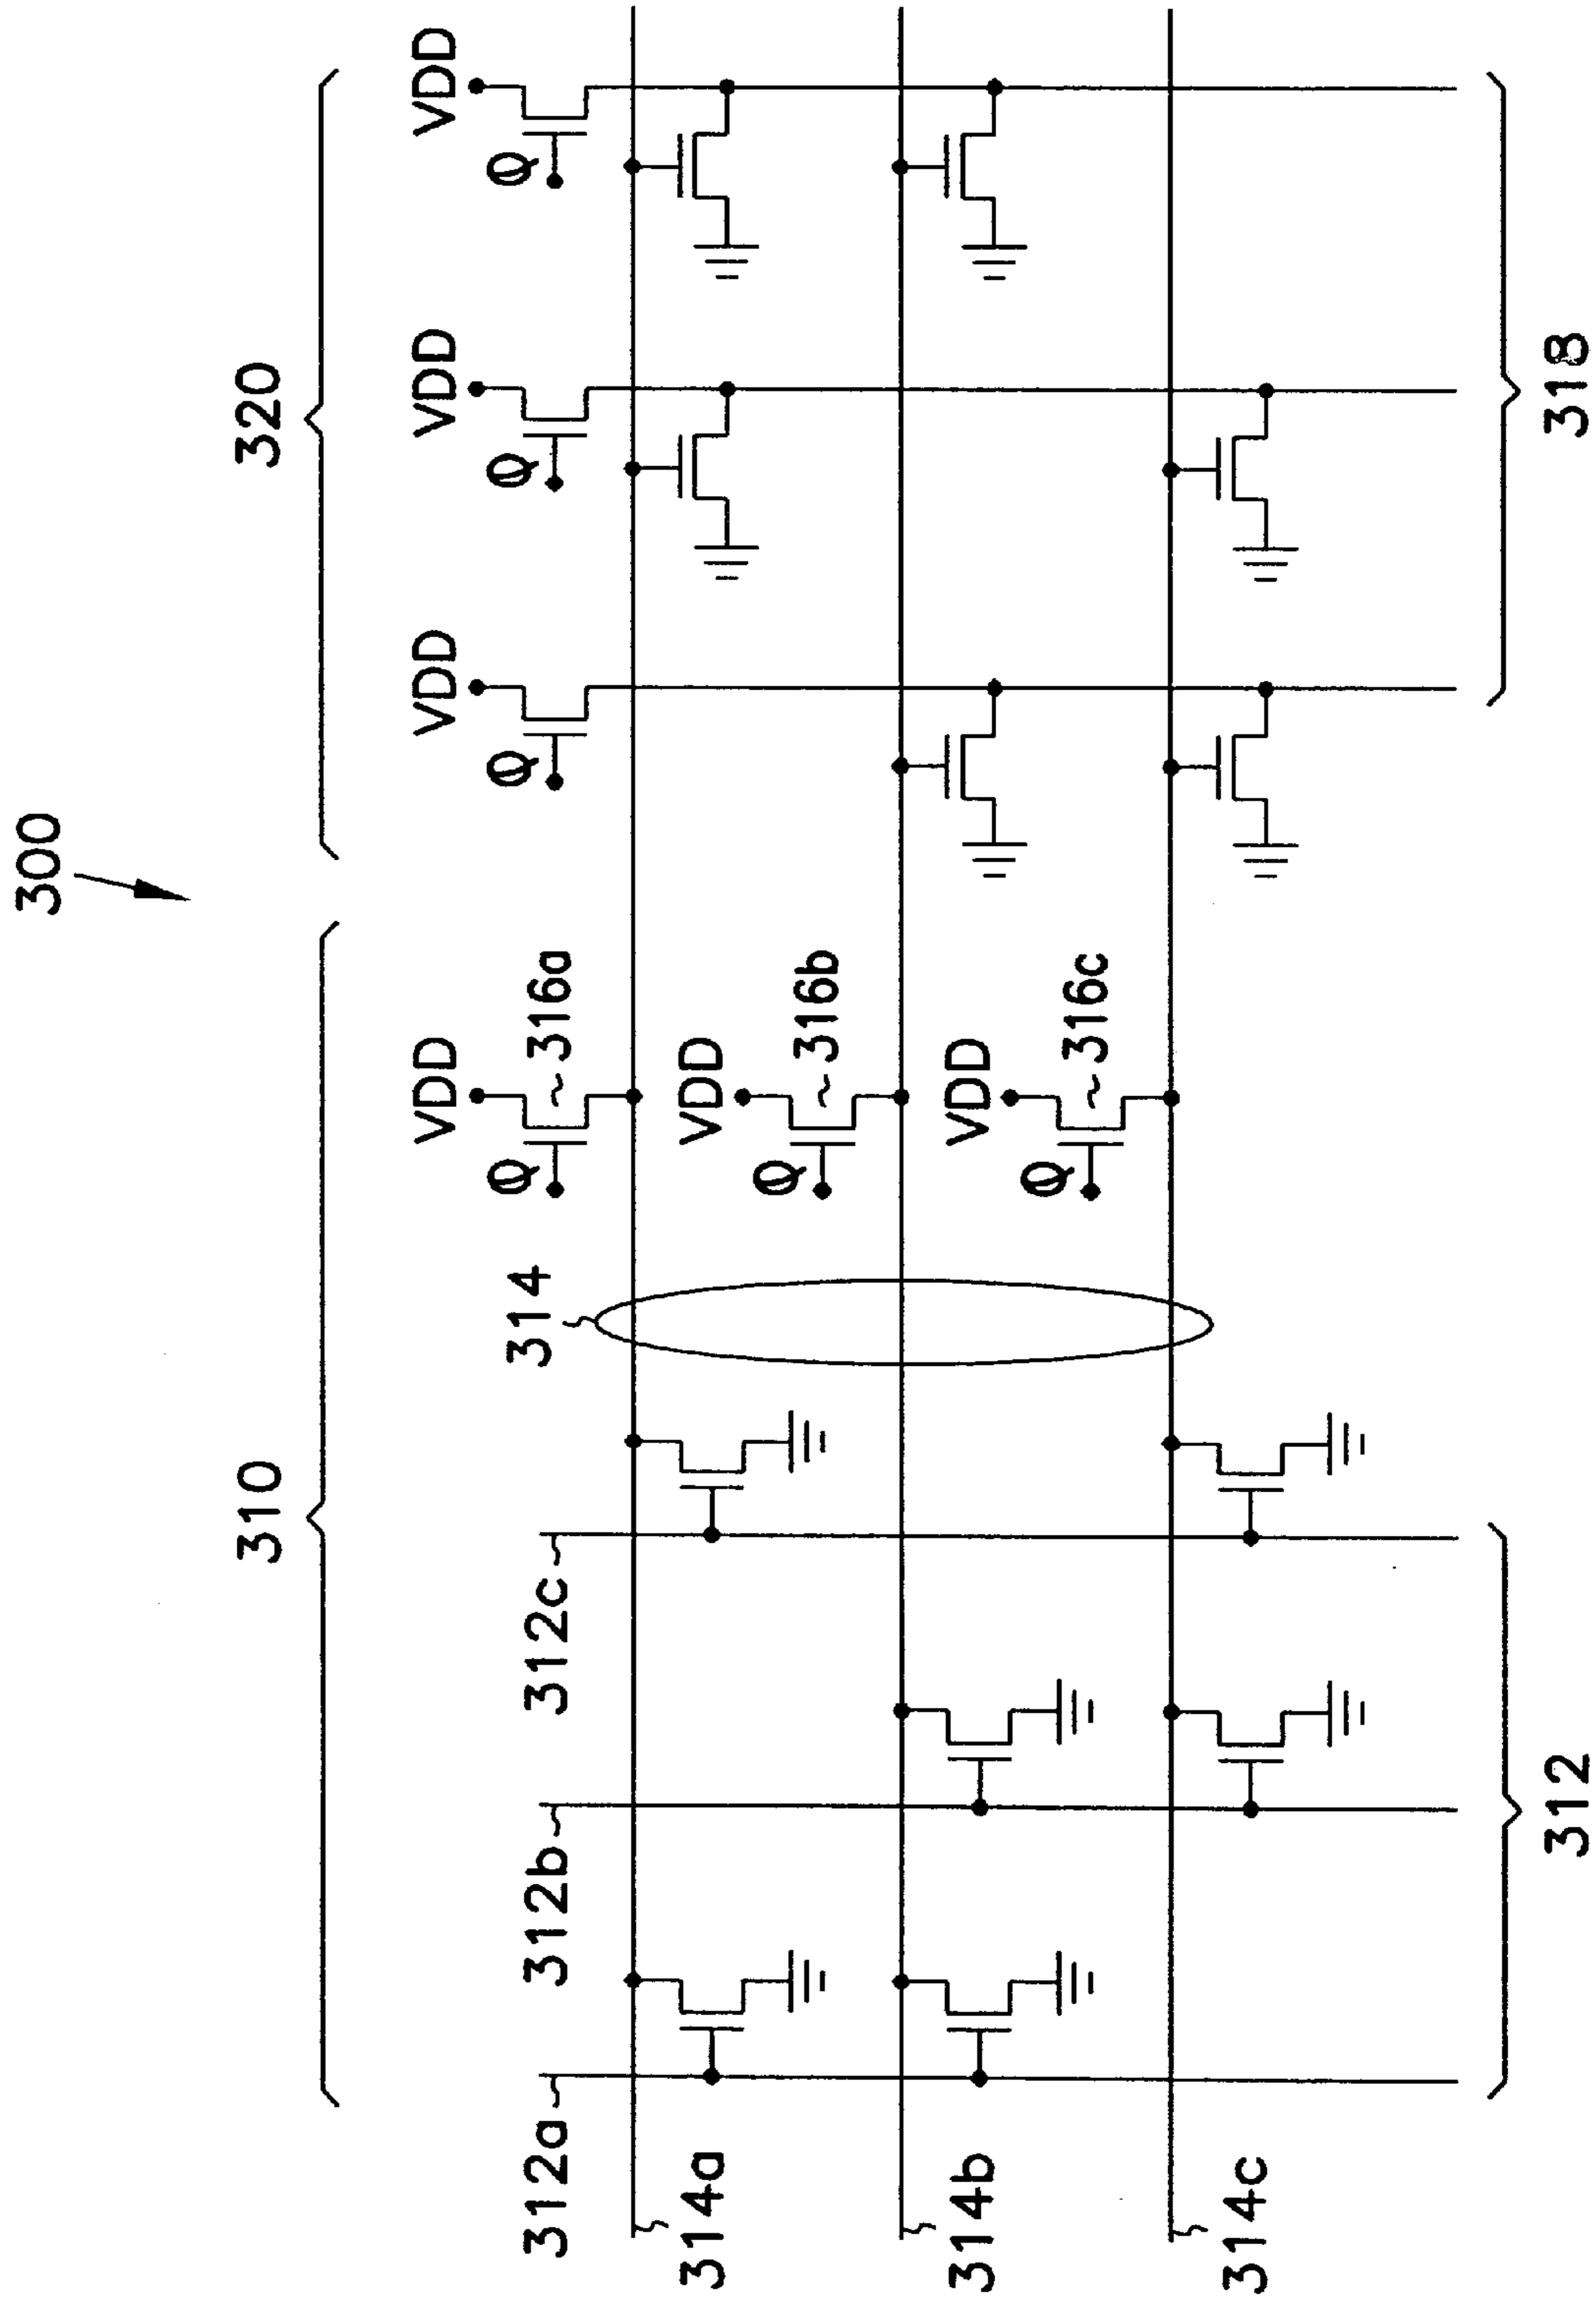 300
310 320
VDD VDD VDD VDD
314 Ø Ø Ø Ø
312a 312b 312c 316a
314a VDD
Ø 316b
314b VDD
Ø 316c
314c
312 318